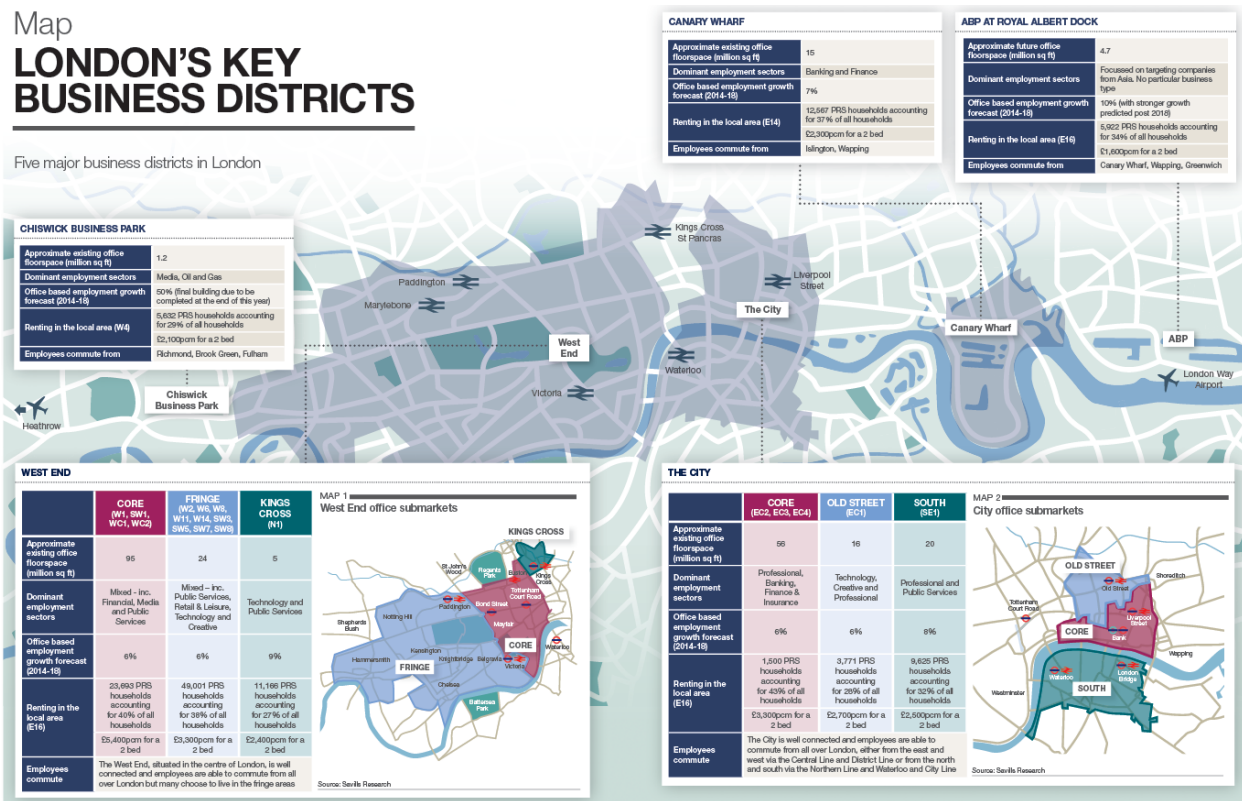 Map
LONDON'S KEY
BUSINESS DISTRICTS
Five major business districts in London
CANARY WHARF
Approximate existing office
floorspace (million sq ft)
15
Dominant employment sectors
Banking and Finance
Office based employment growth
forecast (2014-18)
7%
Renting in the local area (E14)
12,567 PRS households accounting
for 37% of all households
£2,300pcm for a 2 bed
Employees commute from
Islington, Wapping
ABP AT ROYAL ALBERT DOCK
Approximate future office
floorspace (million sq ft)
4.7
Dominant employment sectors
Focussed on targeting companies
from Asia. No particular business
type
Office based employment growth
forecast (2014-18)
10% (with stronger growth
predicted post 2018)
Renting in the local area (E16)
5,922 PRS households accounting
for 34% of all households
£1,600pcm for a 2 bed
Employees commute from
Canary Wharf, Wapping, Greenwich
CHISWICK BUSINESS PARK
Approximate existing office
floorspace (million sq ft)
1.2
Dominant employment sectors
Media, Oil and Gas
Office based employment growth
forecast (2014-18)
50% (final building due to be
completed at the end of this year)
Renting in the local area (W4)
5,632 PRS households accounting
for 29% of all households
£2,100pcm for a 2 bed
Employees commute from
Richmond, Brook Green, Fulham
Kings Cross
St Pancras
Paddington
Marylebone
Liverpool
Street
The City
West
End
Waterloo
Victoria
Canary Wharf
ABP
London Way
Airport
Chiswick
Business Park
Heathrow
WEST END
CORE
(W1, SW1,
WC1, WC2)
FRINGE
(W2, W6, W8,
W11, W14, SW3,
SW5, SW7, SW8)
KINGS
CROSS
(N1)
Approximate
existing office
floorspace
(million sq ft)
95
24
5
Dominant
employment
sectors
Mixed - inc.
Financial, Media
and Public
Services
Mixed – inc.
Public Services,
Retail & Leisure,
Technology and
Creative
Technology and
Public Services
Office based
employment
growth forecast
(2014-18)
6%
6%
9%
Renting in the
local area
(E16)
23,693 PRS
households
accounting
for 40% of all
households
49,001 PRS
households
accounting
for 36% of all
households
11,166 PRS
households
accounting
for 27% of all
households
£5,400pcm for a
2 bed
£3,300pcm for a
2 bed
£2,400pcm for a
2 bed
Employees
commute
The West End, situated in the centre of London, is well
connected and employees are able to commute from all
over London but many choose to live in the fringe areas
MAP 1
West End office submarkets
KINGS CROSS
St John's
Wood
Regents
Park
Euston
Kings
Cross
Paddington
Tottenham
Court Road
Bond Street
Notting Hill
Mayfair
Shepherds
Bush
CORE
Waterloo
Kensington
Hammersmith
Knightbridge
Belgravia
Victoria
FRINGE
Chelsea
Battersea
Park
Source: Savills Research
THE CITY
CORE
(EC2, EC3, EC4)
OLD STREET
(EC1)
SOUTH
(SE1)
Approximate
existing office
floorspace
(million sq ft)
56
16
20
Dominant
employment
sectors
Professional,
Banking,
Finance &
Insurance
Technology,
Creative and
Professional
Professional and
Public Services
Office based
employment
growth forecast
(2014-18)
6%
6%
8%
Renting in the
local area
(E16)
1,500 PRS
households
accounting
for 43% of all
households
3,771 PRS
households
accounting
for 28% of all
households
9,625 PRS
households
accounting
for 32% of all
households
£3,300pcm for a
2 bed
£2,700pcm for a
2 bed
£2,500pcm for a
2 bed
Employees
commute
The City is well connected and employees are able to
commute from all over London, either from the east and
west via the Central Line and District Line or from the north
and south via the Northern Line and Waterloo and City Line
MAP 2
City office submarkets
OLD STREET
Shoreditch
Old Street
Tottenham
Court Road
Liverpool
Street
CORE
Bank
Wapping
Waterloo
London
Bridge
SOUTH
Westminster
Source: Savills Research